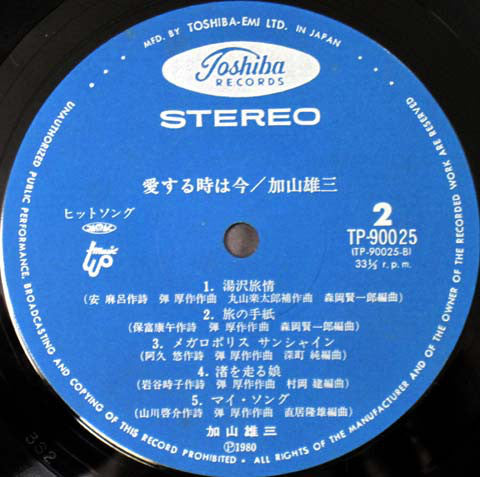 MFD. BY TOSHIBA-EMI LTD. IN JAPAN
Toshiba
RECORDS
STEREO
愛する時は今/加山雄三
ヒットソング
2
TP-90025
(TP-90025-B)
33⅓ r.p.m.
1. 湯沢旅情
(安 麻呂作詩 弾 厚作作曲 丸山楽太郎補作曲 森岡賢一郎編曲)
2. 旅の手紙
(保富康午作詩 弾 厚作作曲 森岡賢一郎編曲)
3. メガロポリス サンシャイン
(阿久 悠作詩 弾 厚作作曲 深町 純編曲)
4. 渚を走る娘
(岩谷時子作詩 弾 厚作作曲 村岡 建編曲)
5. マイ・ソング
(山川啓介作詩 弾 厚作作曲 直居隆雄編曲)
加山雄三
Ⓟ1980
UNAUTHORIZED PUBLIC PERFORMANCE, BROADCASTING AND COPYING OF THIS RECORD PROHIBITED • ALL RIGHTS OF THE MANUFACTURER AND OF THE OWNER OF THE RECORDED WORK ARE RESERVED